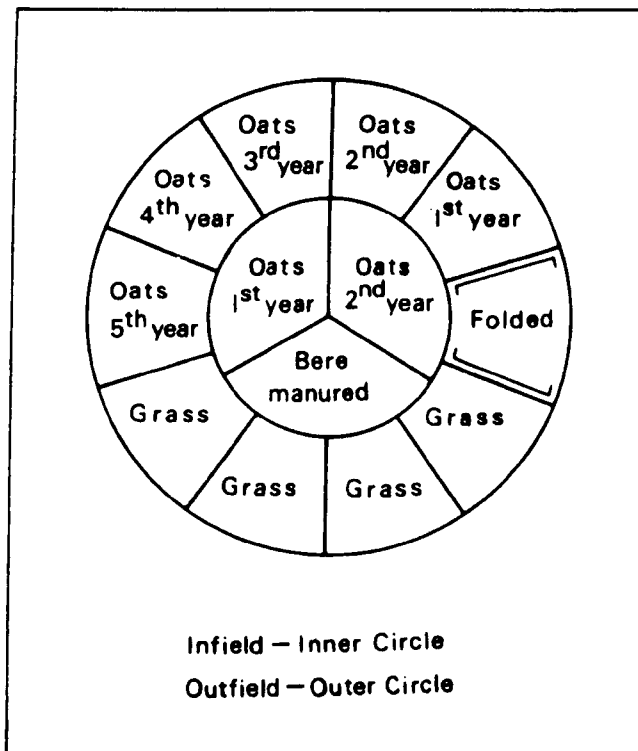 Oats
3rd year
Oats
2nd year
Oats
4th year
Oats
1st year
Oats
5th year
Oats
1st year
Oats
2nd year
Folded
Bere
manured
Grass
Grass
Grass
Grass
Infield – Inner Circle
Outfield – Outer Circle